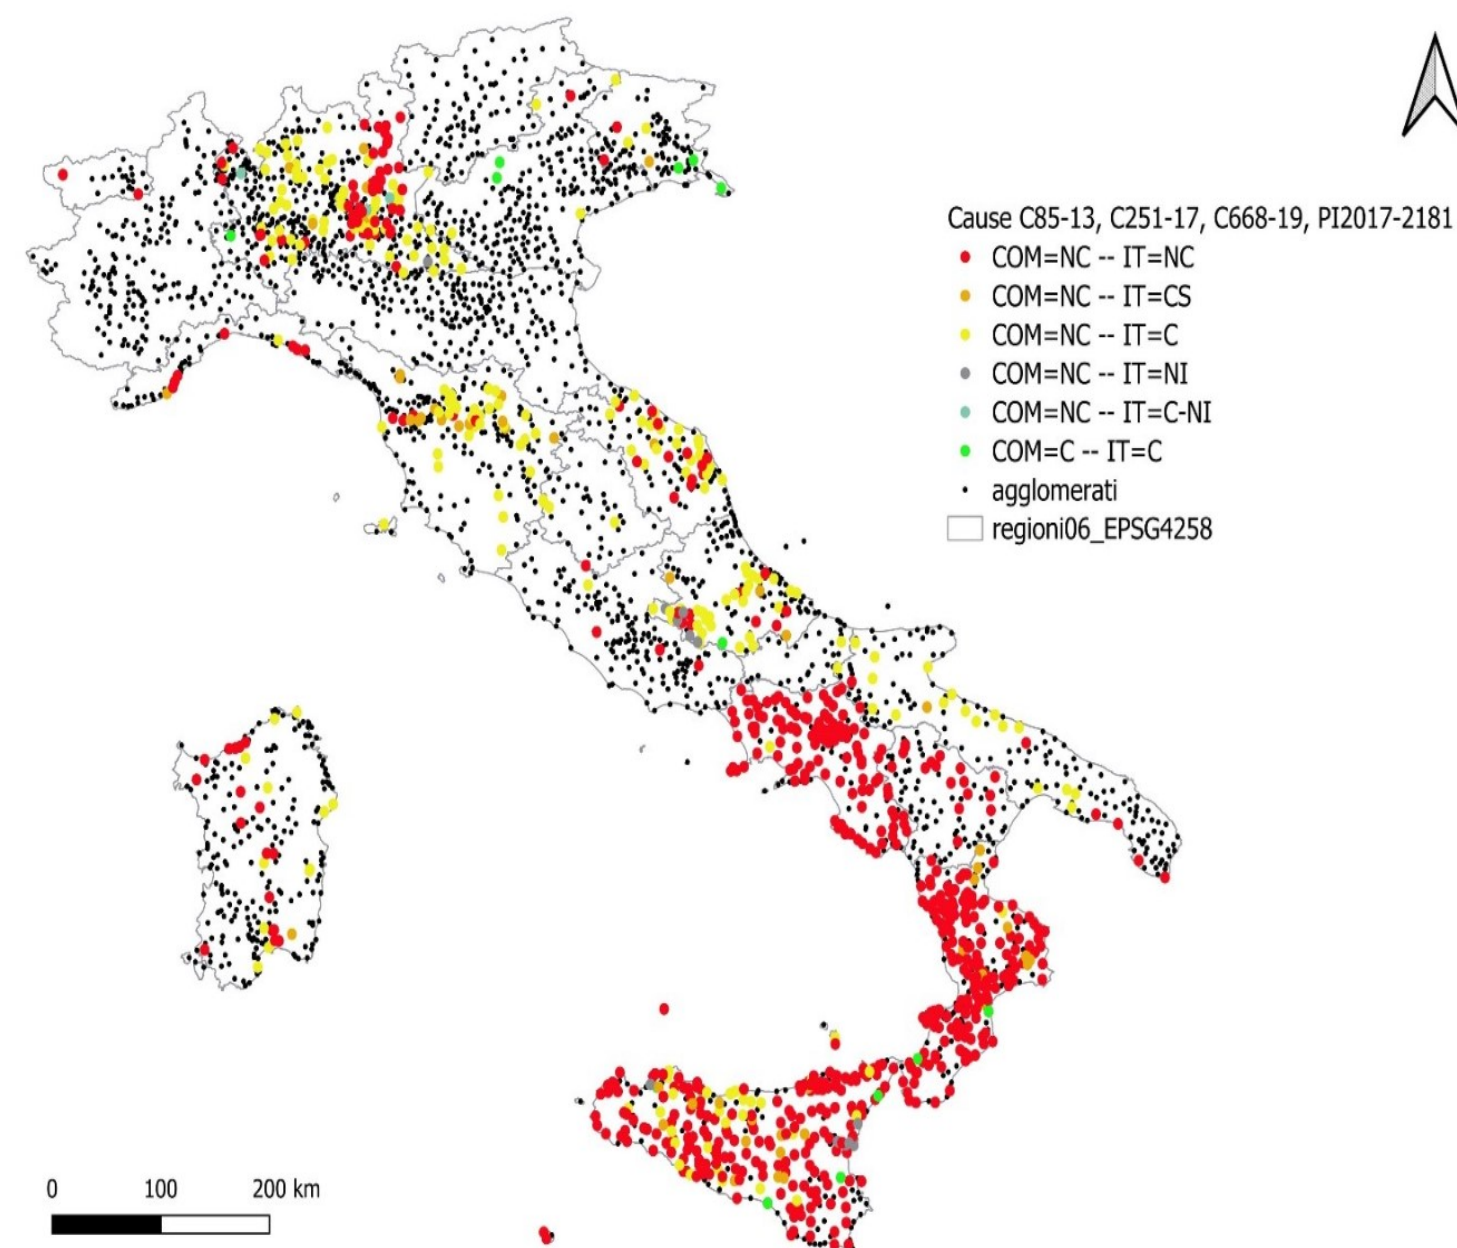 Cause C85-13, C251-17, C668-19, PI2017-2181
COM=NC -- IT=NC
COM=NC -- IT=CS
COM=NC -- IT=C
COM=NC -- IT=NI
COM=NC -- IT=C-NI
COM=C -- IT=C
agglomerati
regioni06_EPSG4258
0 100 200 km